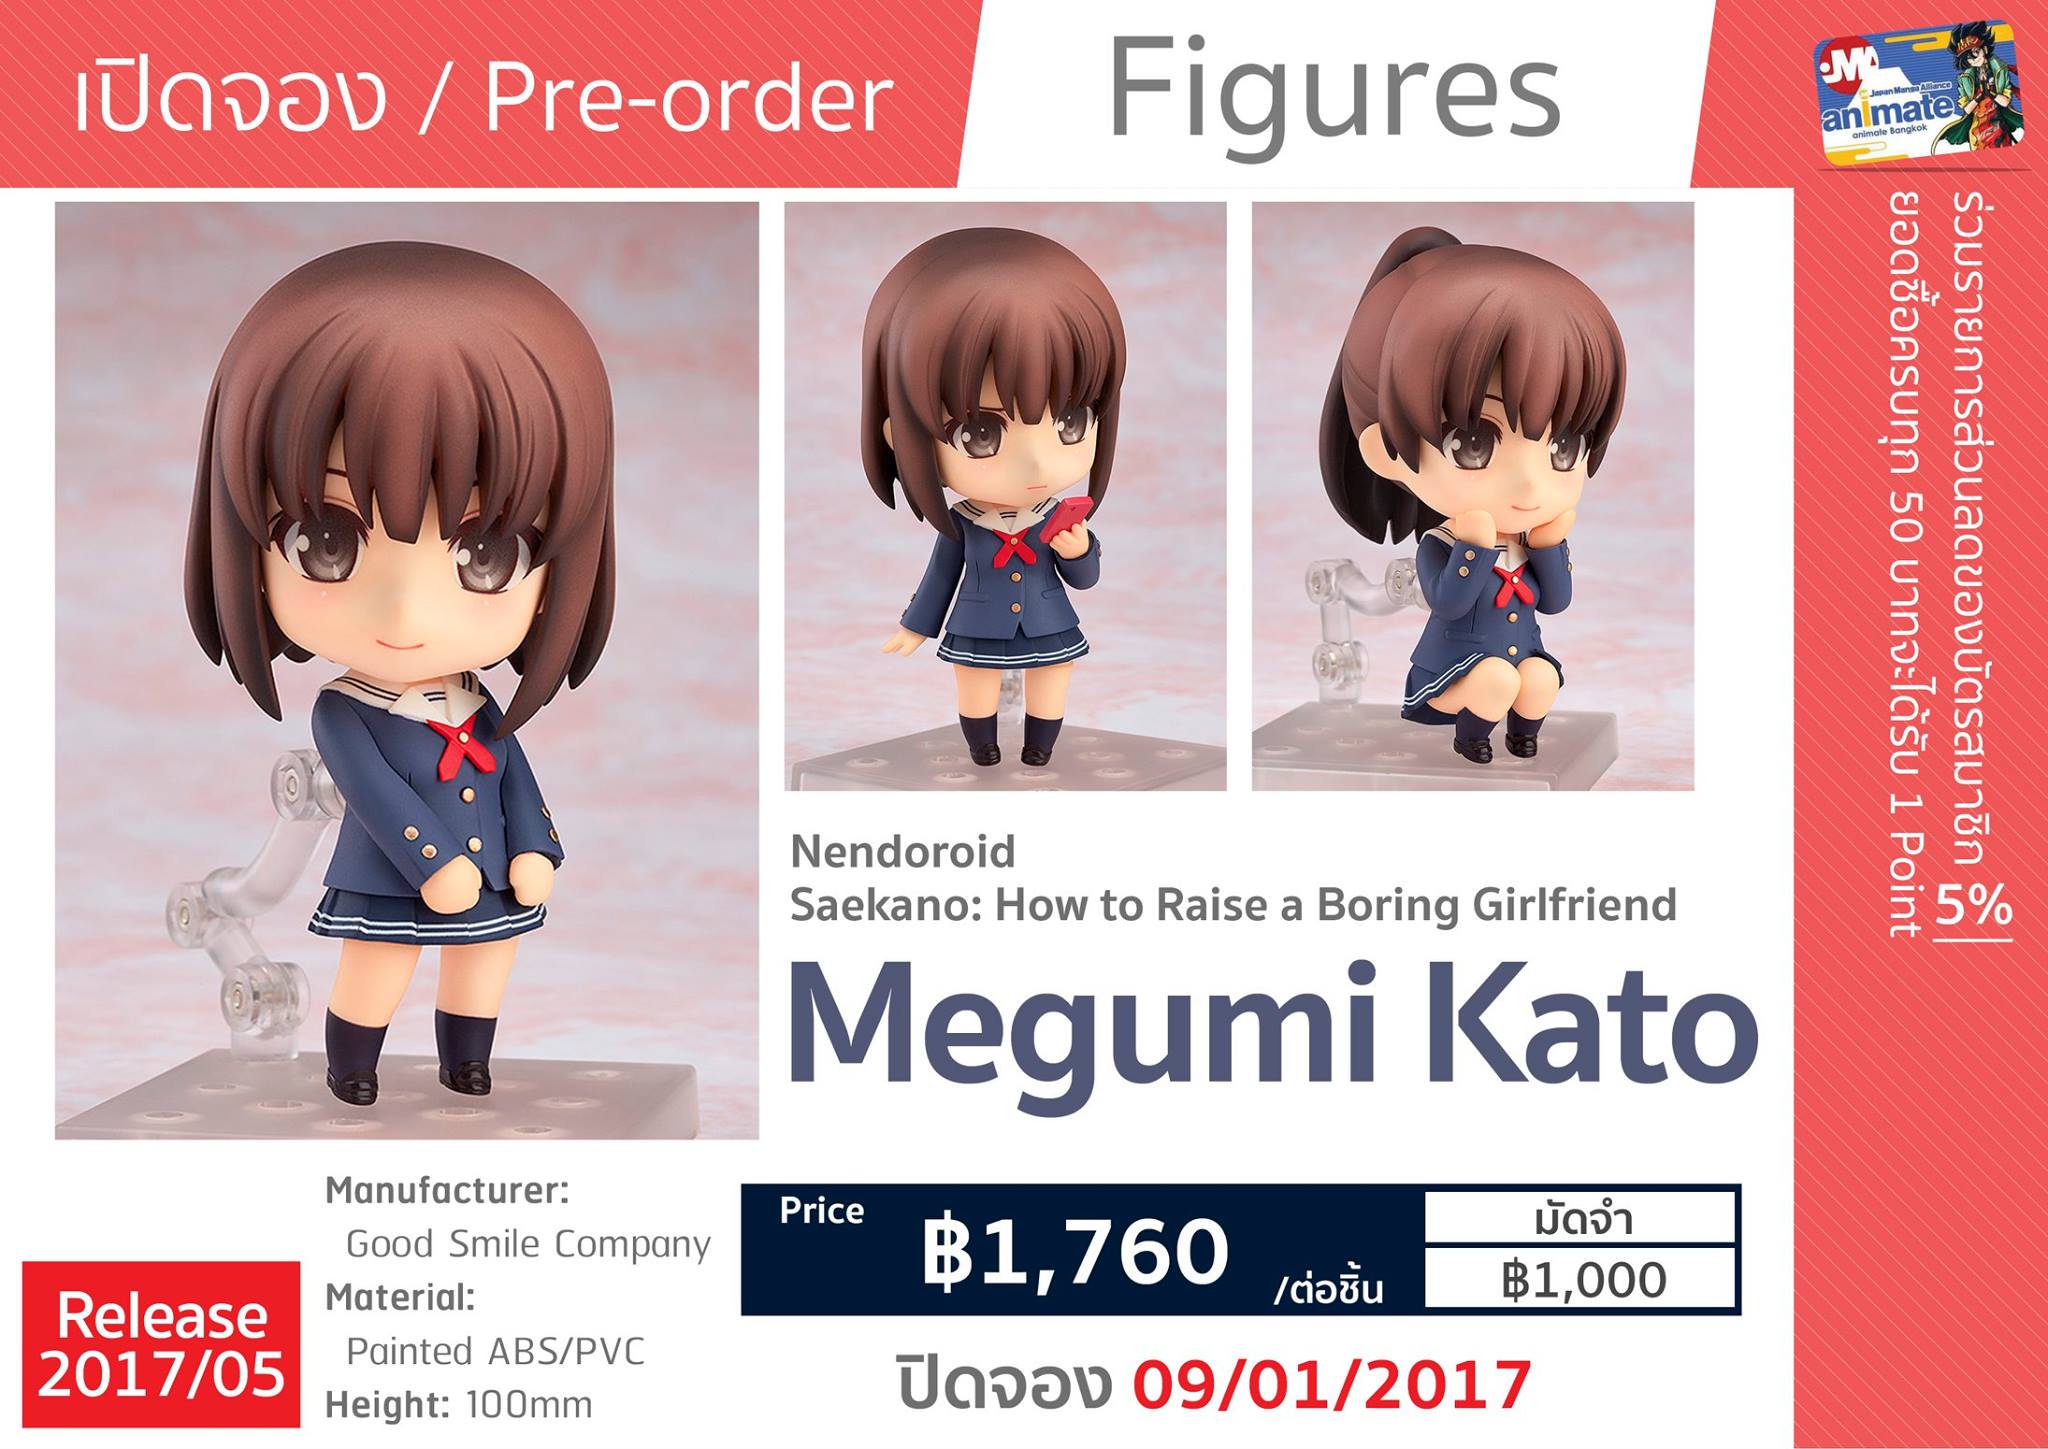 เปิดจอง / Pre-order
Figures
JMA
Japan Manga Alliance
animate
animate Bangkok
ร่วมรายการส่วนลดของบัตรสมาชิก 5%
ยอดซื้อครบทุก 50 บาทจะได้รับ 1 Point
Nendoroid
Saekano: How to Raise a Boring Girlfriend
Megumi Kato
Manufacturer:
Good Smile Company
Material:
Painted ABS/PVC
Height: 100mm
Release
2017/05
Price
฿1,760
/ต่อชิ้น
มัดจำ
฿1,000
ปิดจอง 09/01/2017